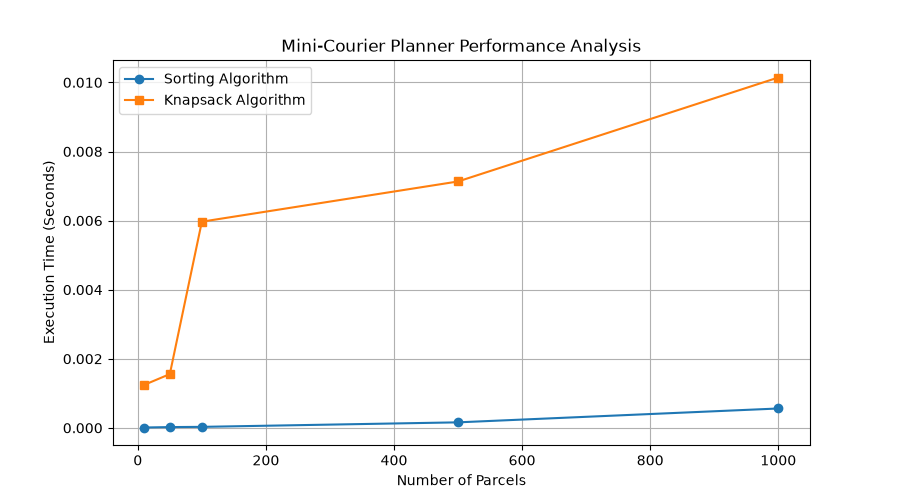 Mini-Courier Planner Performance Analysis
Sorting Algorithm
Knapsack Algorithm
Execution Time (Seconds)
0.010
0.008
0.006
0.004
0.002
0.000
0 200 400 600 800 1000
Number of Parcels